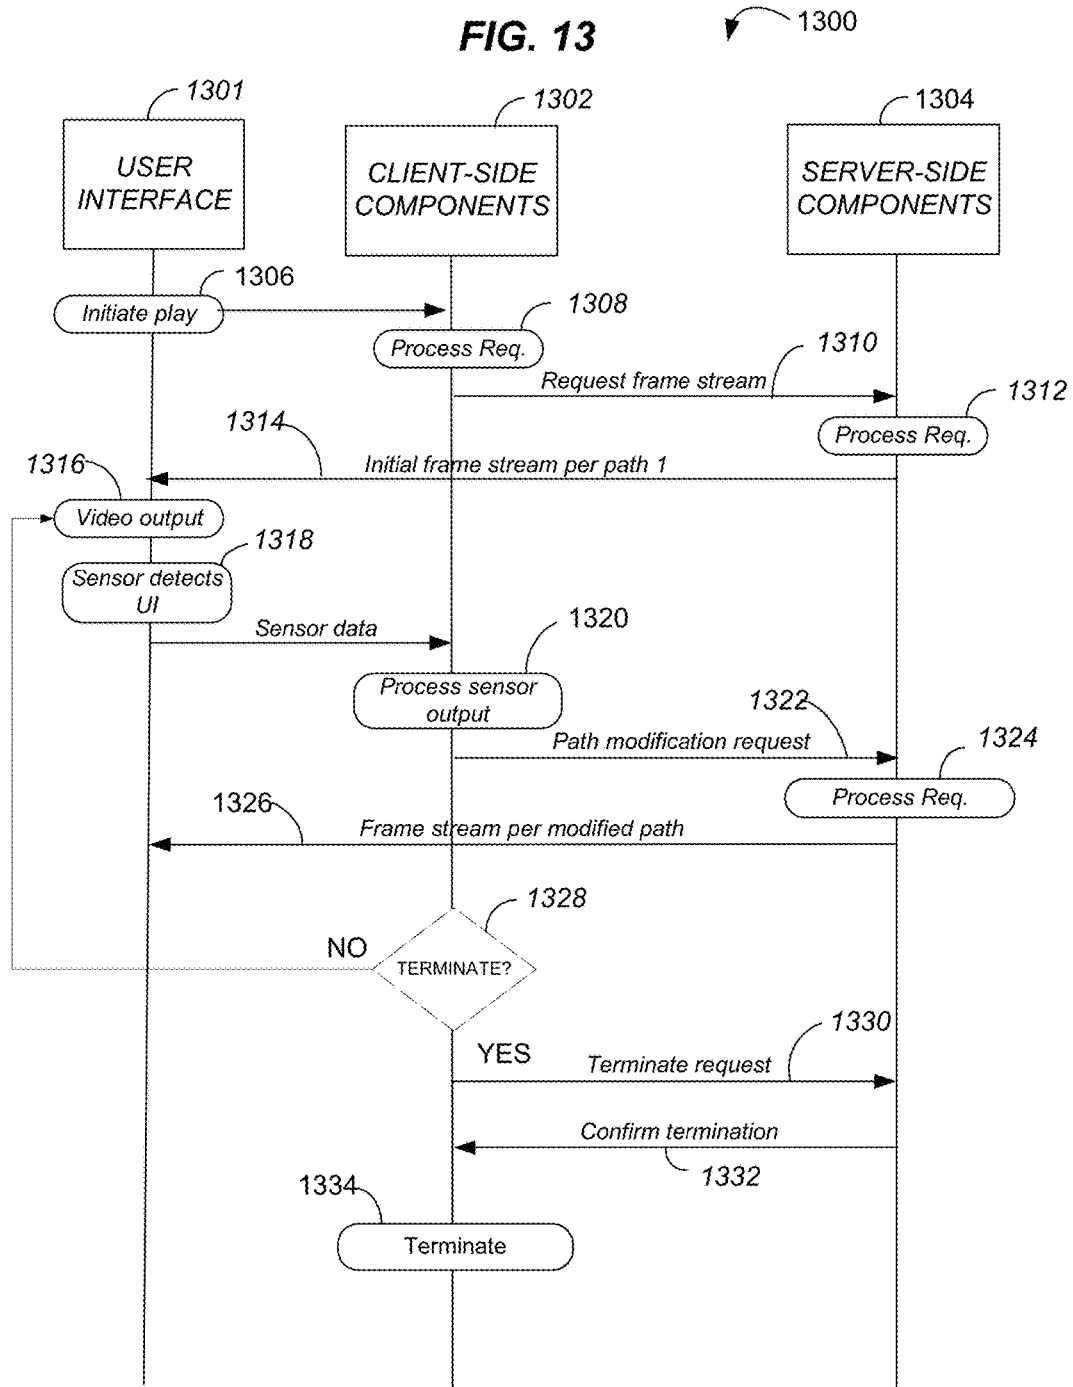 FIG. 13
1300
1301
1302
1304
USER
INTERFACE
CLIENT-SIDE
COMPONENTS
SERVER-SIDE
COMPONENTS
1306
Initiate play
1308
Process Req.
1310
Request frame stream
1312
Process Req.
1314
Initial frame stream per path 1
1316
Video output
1318
Sensor detects
UI
Sensor data
1320
Process sensor
output
1322
Path modification request
1324
Process Req.
1326
Frame stream per modified path
1328
NO
TERMINATE?
YES
1330
Terminate request
Confirm termination
1332
1334
Terminate